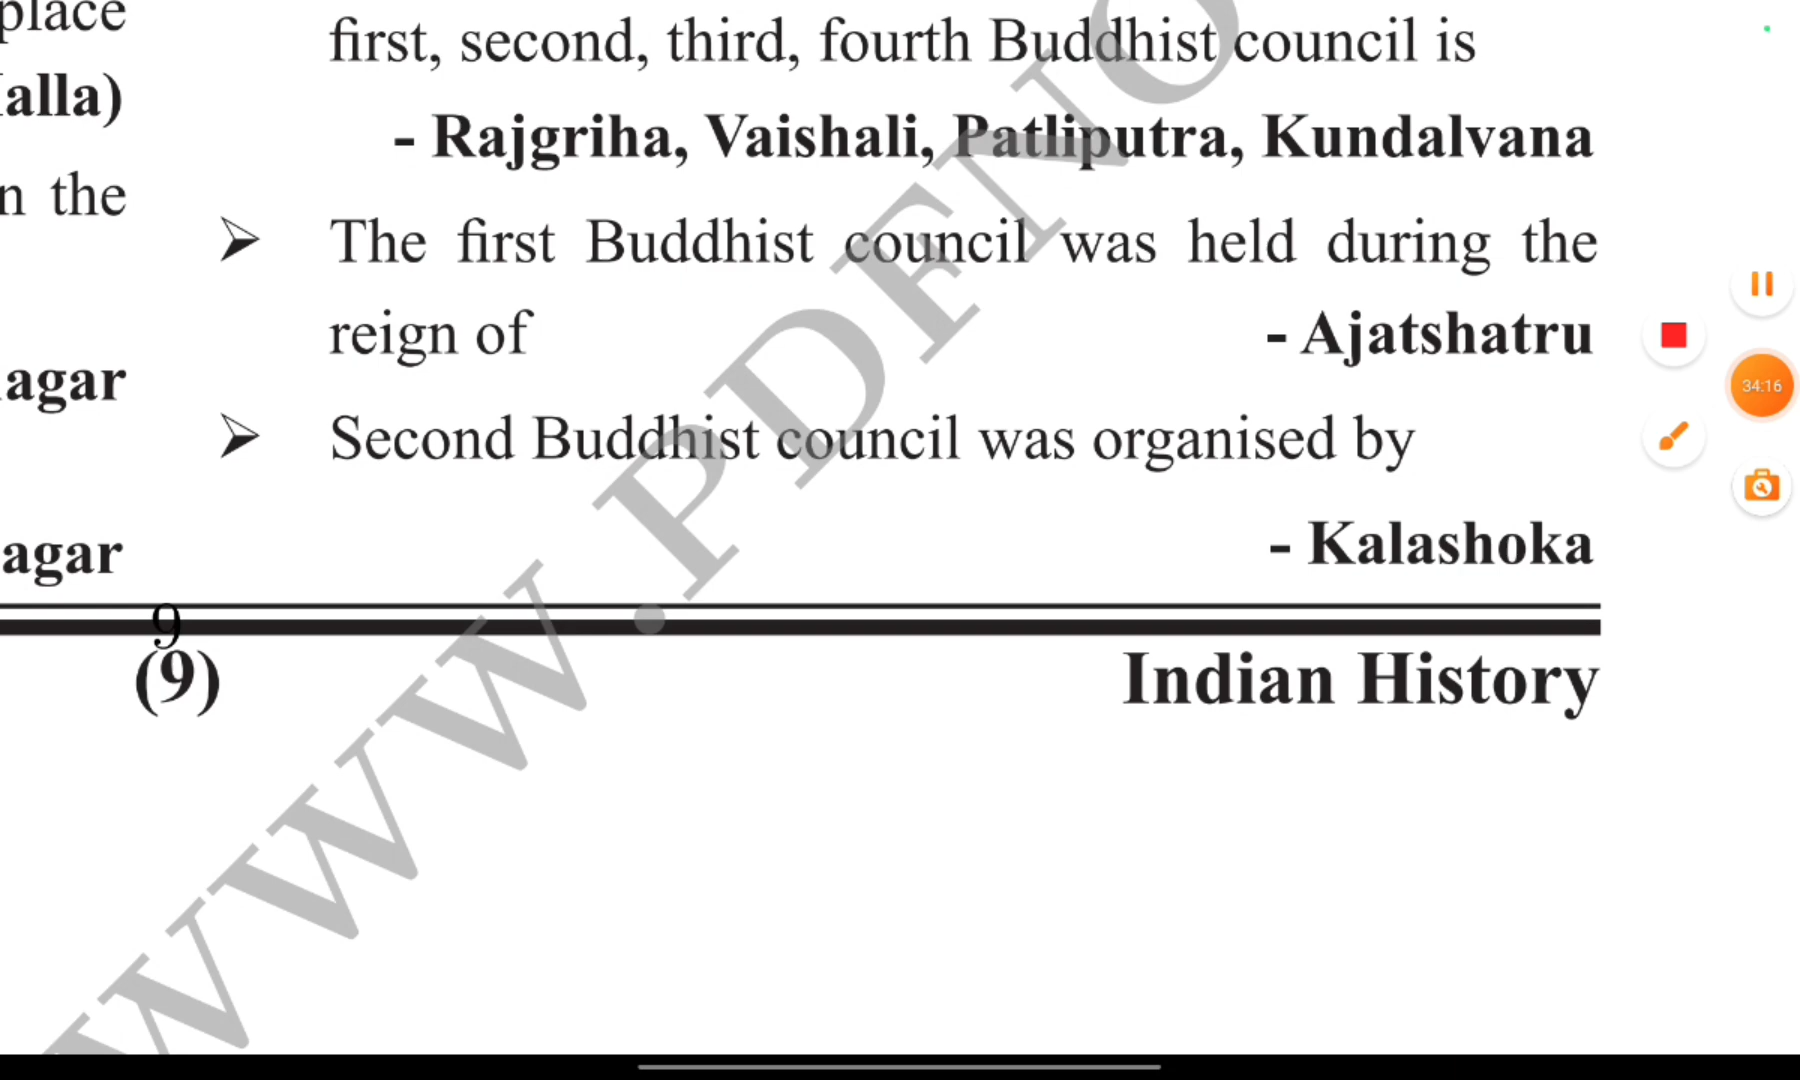 place
alla)
n the
agar
agar
first, second, third, fourth Buddhist council is
- Rajgriha, Vaishali, Patliputra, Kundalvana
➢ The first Buddhist council was held during the
reign of - Ajatshatru
➢ Second Buddhist council was organised by
- Kalashoka
9
(9) Indian History
WWW.PDFNO
34:16